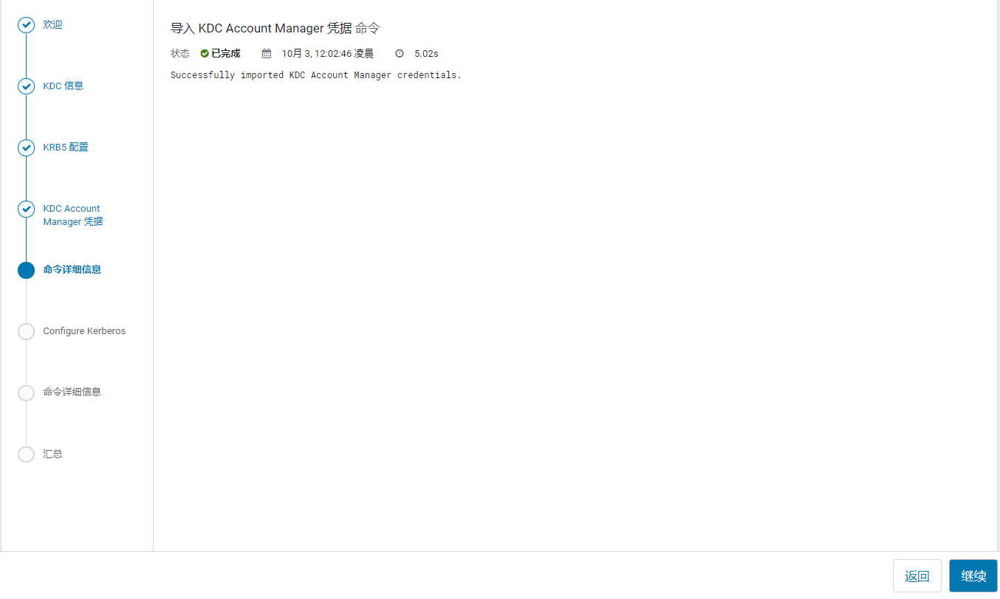 欢迎
KDC 信息
KRB5 配置
KDC Account
Manager 凭据
命令详细信息
Configure Kerberos
命令详细信息
汇总
导入 KDC Account Manager 凭据 命令
状态 已完成 10月 3, 12:02:46 凌晨 5.02s
Successfully imported KDC Account Manager credentials.
返回 继续